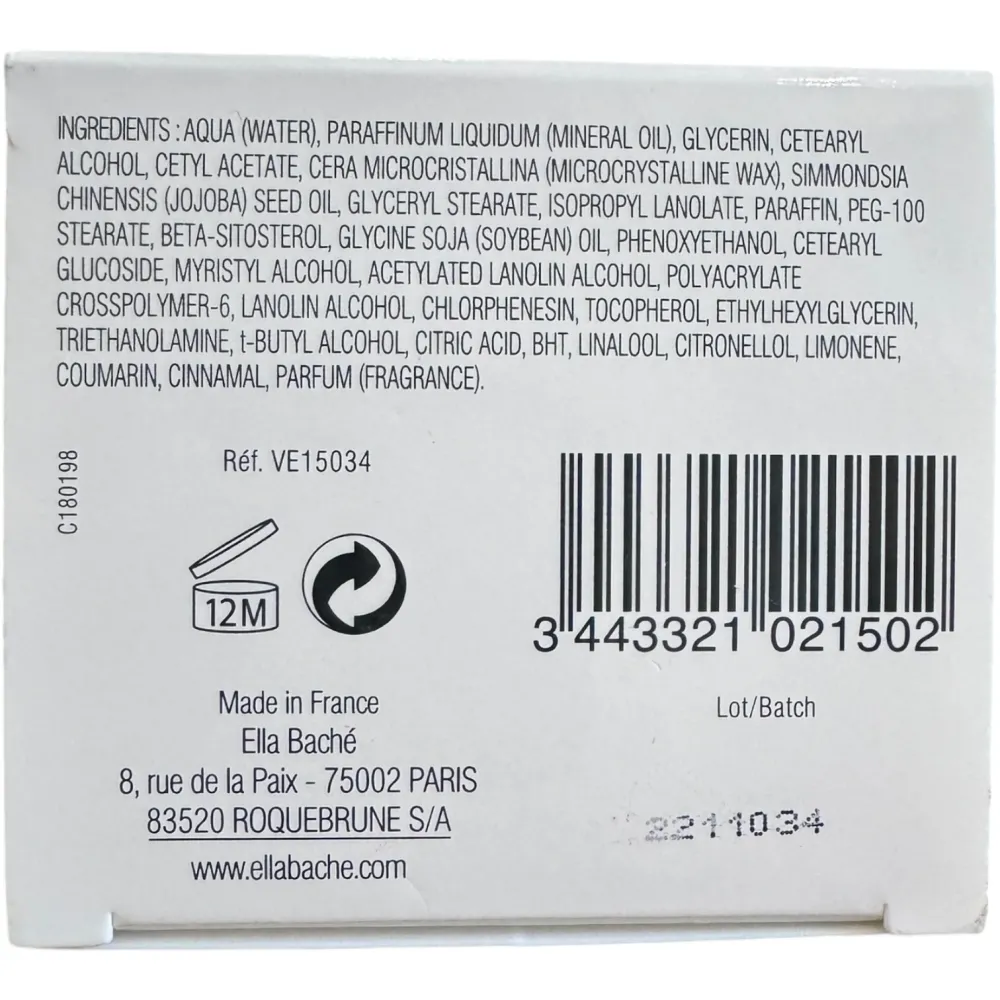 INGREDIENTS : AQUA (WATER), PARAFFINUM LIQUIDUM (MINERAL OIL), GLYCERIN, CETEARYL
ALCOHOL, CETYL ACETATE, CERA MICROCRISTALLINA (MICROCRYSTALLINE WAX), SIMMONDSIA
CHINENSIS (JOJOBA) SEED OIL, GLYCERYL STEARATE, ISOPROPYL LANOLATE, PARAFFIN, PEG-100
STEARATE, BETA-SITOSTEROL, GLYCINE SOJA (SOYBEAN) OIL, PHENOXYETHANOL, CETEARYL
GLUCOSIDE, MYRISTYL ALCOHOL, ACETYLATED LANOLIN ALCOHOL, POLYACRYLATE
CROSSPOLYMER-6, LANOLIN ALCOHOL, CHLORPHENESIN, TOCOPHEROL, ETHYLHEXYLGLYCERIN,
TRIETHANOLAMINE, t-BUTYL ALCOHOL, CITRIC ACID, BHT, LINALOOL, CITRONELLOL, LIMONENE,
COUMARIN, CINNAMAL, PARFUM (FRAGRANCE).
C180198
Réf. VE15034
12M
3 443321 021502
Made in France
Ella Baché
8, rue de la Paix - 75002 PARIS
83520 ROQUEBRUNE S/A
www.ellabache.com
Lot/Batch
2211034